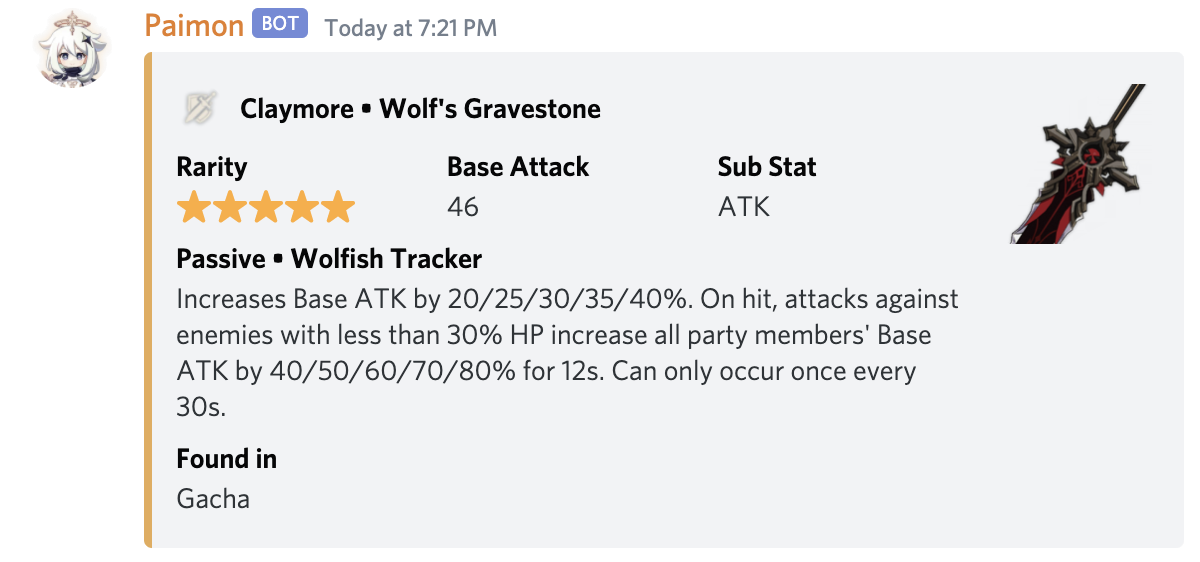 Paimon BOT Today at 7:21 PM
Claymore • Wolf's Gravestone
Rarity Base Attack Sub Stat
46 ATK
Passive • Wolfish Tracker
Increases Base ATK by 20/25/30/35/40%. On hit, attacks against
enemies with less than 30% HP increase all party members' Base
ATK by 40/50/60/70/80% for 12s. Can only occur once every
30s.
Found in
Gacha